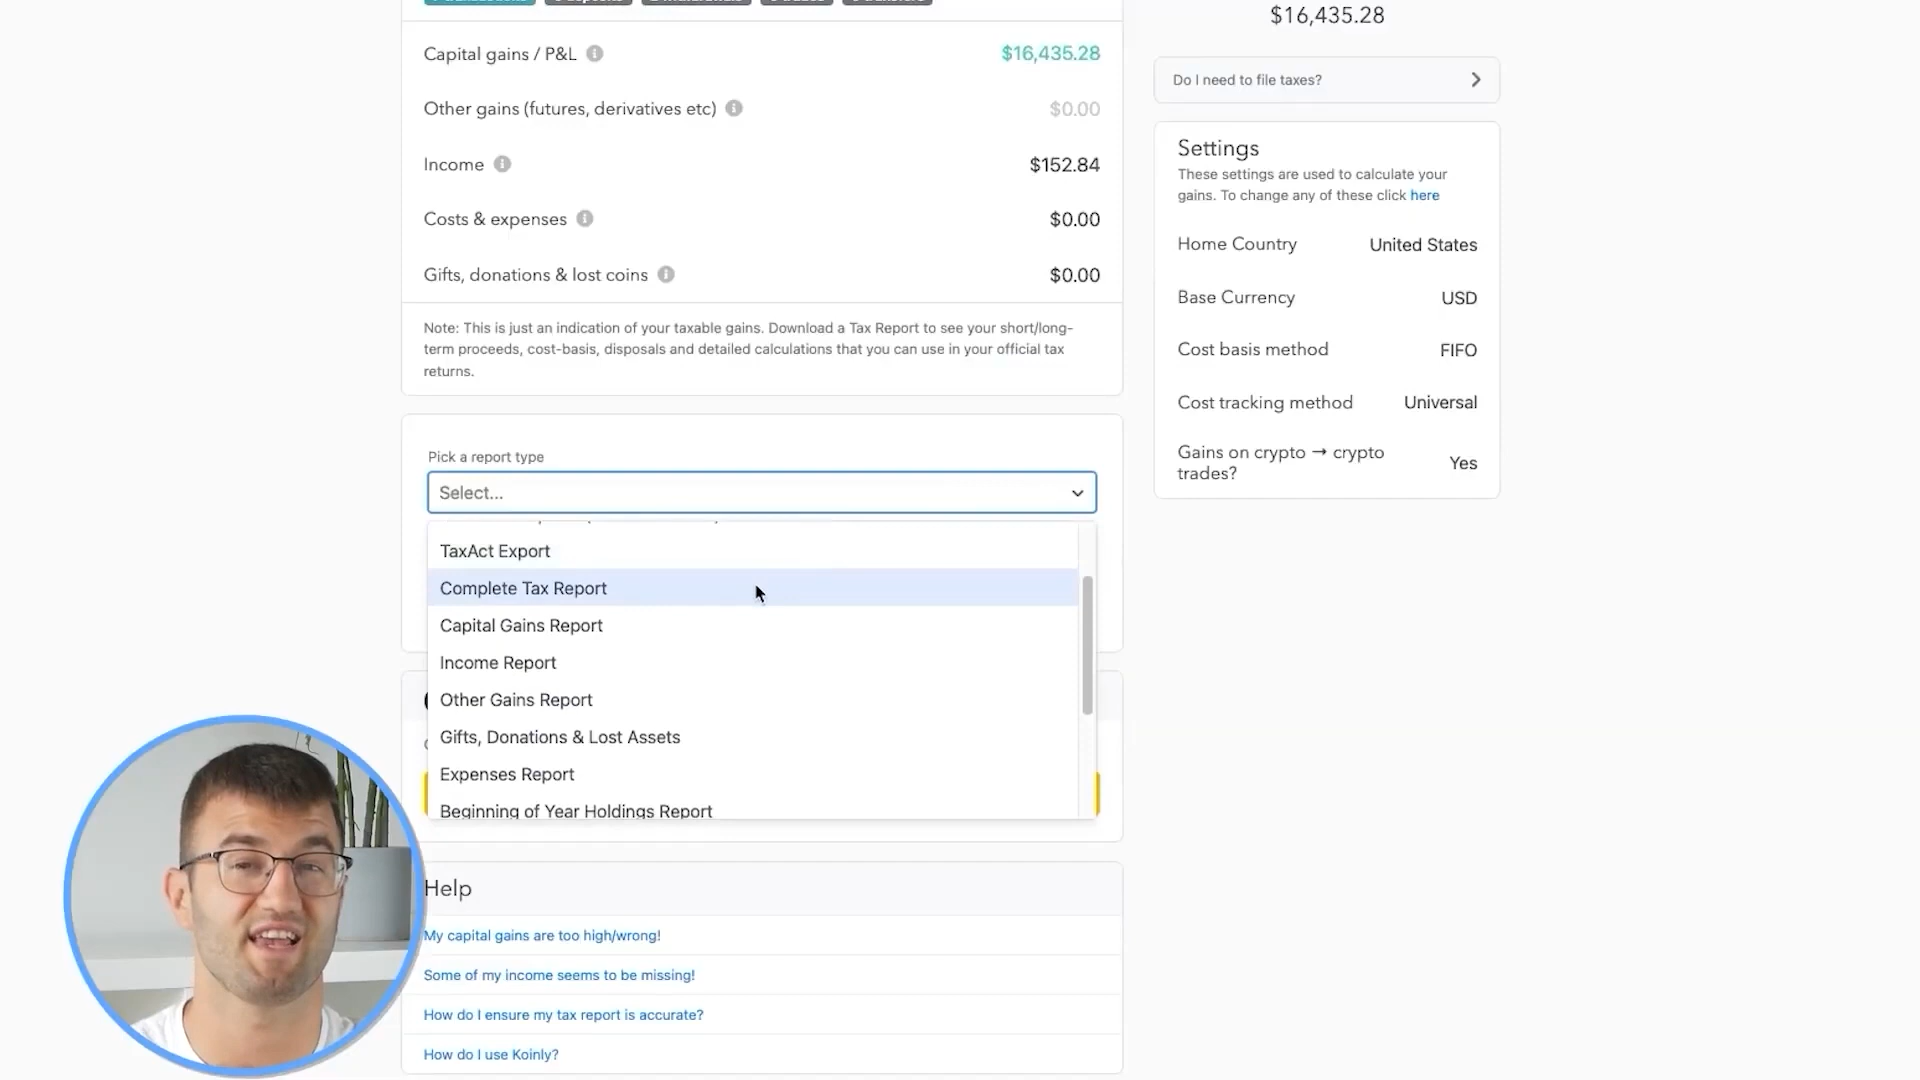 $16,435.28
Capital gains / P&L
$16,435.28
Do I need to file taxes?
Other gains (futures, derivatives etc)
$0.00
Income
$152.84
Settings
These settings are used to calculate your
gains. To change any of these click here
Costs & expenses
$0.00
Home Country
United States
Gifts, donations & lost coins
$0.00
Base Currency
USD
Note: This is just an indication of your taxable gains. Download a Tax Report to see your short/long-
term proceeds, cost-basis, disposals and detailed calculations that you can use in your official tax
returns.
Cost basis method
FIFO
Cost tracking method
Universal
Gains on crypto → crypto
trades?
Yes
Pick a report type
Select...
TaxAct Export
Complete Tax Report
Capital Gains Report
Income Report
Other Gains Report
Gifts, Donations & Lost Assets
Expenses Report
Beginning of Year Holdings Report
Help
My capital gains are too high/wrong!
Some of my income seems to be missing!
How do I ensure my tax report is accurate?
How do I use Koinly?